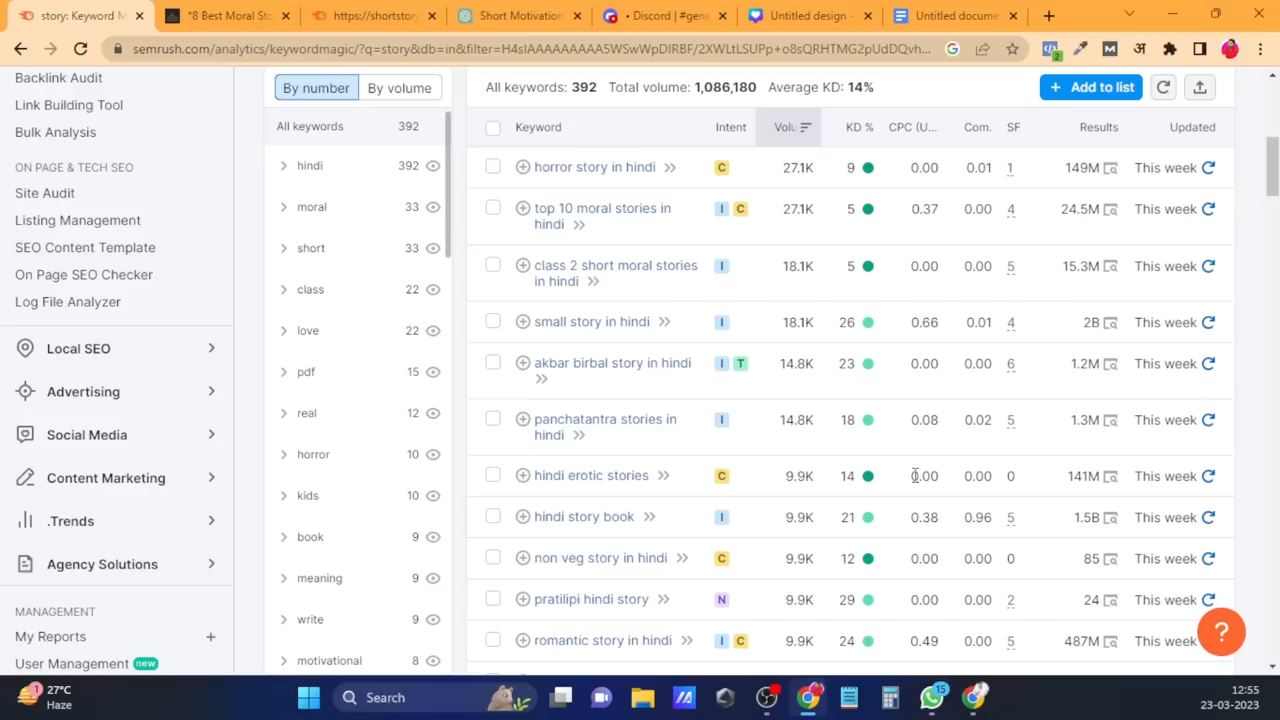 story: Keyword M
"8 Best Moral Sto
https://shortstory
Short Motivation
• Discord | #gene
Untitled design -
Untitled docume
semrush.com/analytics/keywordmagic/?q=story&db=in&filter=H4sIAAAAAAAA5WSwWpDIRBF/2XWLtLSUPp+o8sQRHTMG2pUdDQvh...
Backlink Audit
Link Building Tool
Bulk Analysis
ON PAGE & TECH SEO
Site Audit
Listing Management
SEO Content Template
On Page SEO Checker
Log File Analyzer
Local SEO
Advertising
Social Media
Content Marketing
.Trends
Agency Solutions
MANAGEMENT
My Reports +
User Management new
By number By volume
All keywords 392
hindi 392
moral 33
short 33
class 22
love 22
pdf 15
real 12
horror 10
kids 10
book 9
meaning 9
write 9
motivational 8
All keywords: 392 Total volume: 1,086,180 Average KD: 14%
+ Add to list
Keyword Intent Volu KD % CPC (U... Com. SF Results Updated
horror story in hindi C 27.1K 9 0.00 0.01 1 149M This week
top 10 moral stories in
hindi I C 27.1K 5 0.37 0.00 4 24.5M This week
class 2 short moral stories
in hindi I 18.1K 5 0.00 0.00 5 15.3M This week
small story in hindi I 18.1K 26 0.66 0.01 4 2B This week
akbar birbal story in hindi I T 14.8K 23 0.00 0.00 6 1.2M This week
panchatantra stories in
hindi I 14.8K 18 0.08 0.02 5 1.3M This week
hindi erotic stories C 9.9K 14 0.00 0.00 0 141M This week
hindi story book I 9.9K 21 0.38 0.96 5 1.5B This week
non veg story in hindi C 9.9K 12 0.00 0.00 0 85 This week
pratilipi hindi story N 9.9K 29 0.00 0.00 2 24 This week
romantic story in hindi I C 9.9K 24 0.49 0.00 5 487M This week
?
1
27°C
Haze
Search
15
12:55
23-03-2023